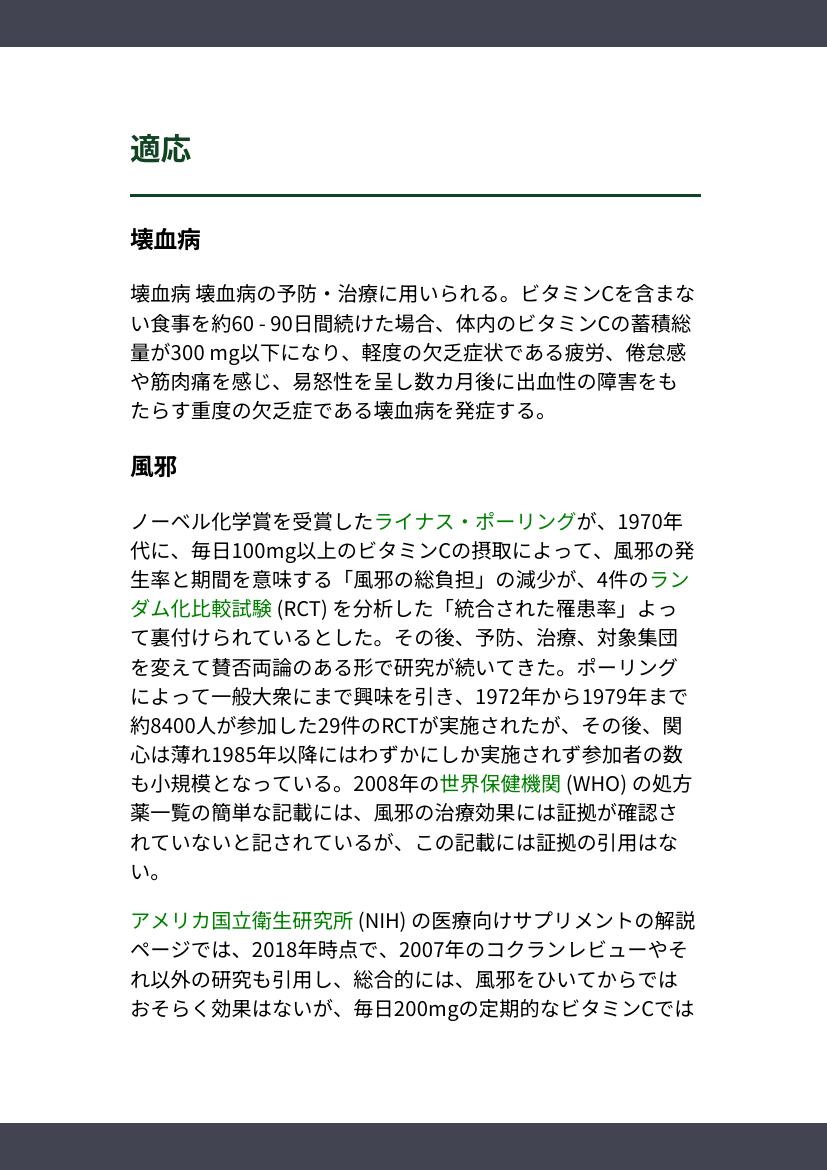 適応
壊血病
壊血病 壊血病の予防・治療に用いられる。ビタミンCを含まな
い食事を約60 - 90日間続けた場合、体内のビタミンCの蓄積総
量が300 mg以下になり、軽度の欠乏症状である疲労、倦怠感
や筋肉痛を感じ、易怒性を呈し数カ月後に出血性の障害をも
たらす重度の欠乏症である壊血病を発症する。
風邪
ノーベル化学賞を受賞したライナス・ポーリングが、1970年
代に、毎日100mg以上のビタミンCの摂取によって、風邪の発
生率と期間を意味する「風邪の総負担」の減少が、4件のラン
ダム化比較試験 (RCT) を分析した「統合された罹患率」よっ
て裏付けられているとした。その後、予防、治療、対象集団
を変えて賛否両論のある形で研究が続いてきた。ポーリング
によって一般大衆にまで興味を引き、1972年から1979年まで
約8400人が参加した29件のRCTが実施されたが、その後、関
心は薄れ1985年以降にはわずかにしか実施されず参加者の数
も小規模となっている。2008年の世界保健機関 (WHO) の処方
薬一覧の簡単な記載には、風邪の治療効果には証拠が確認さ
れていないと記されているが、この記載には証拠の引用はな
い。
アメリカ国立衛生研究所 (NIH) の医療向けサプリメントの解説
ページでは、2018年時点で、2007年のコクランレビューやそ
れ以外の研究も引用し、総合的には、風邪をひいてからでは
おそらく効果はないが、毎日200mgの定期的なビタミンCでは